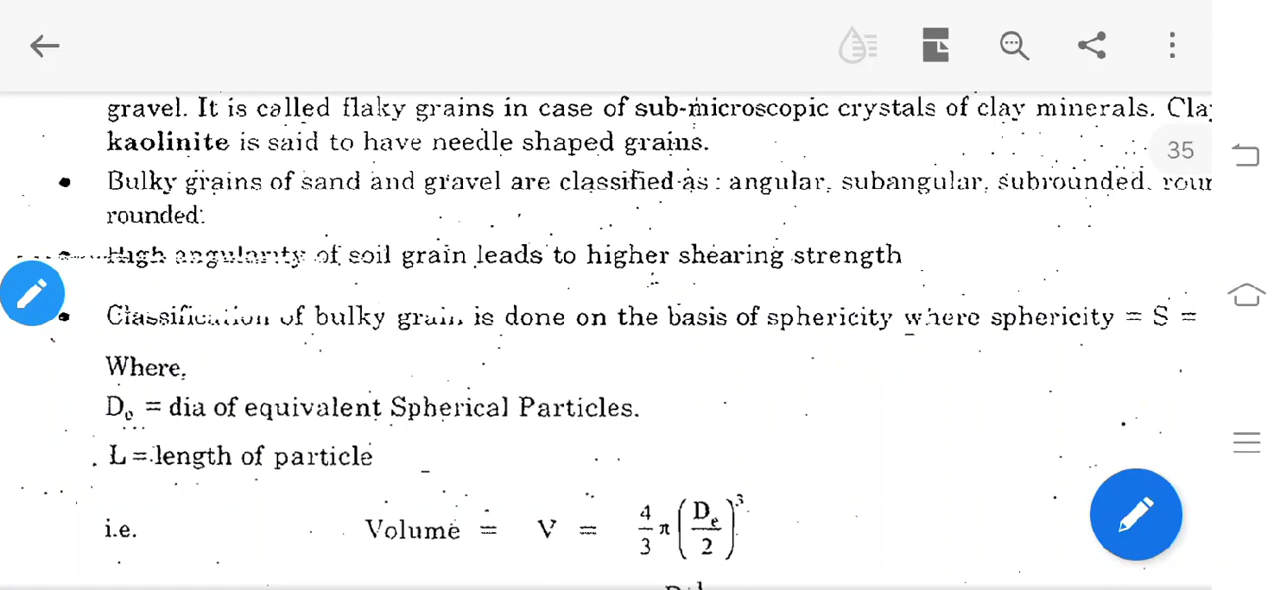 gravel. It is called flaky grains in case of sub-microscopic crystals of clay minerals.
kaolinite is said to have needle shaped grains.
35
• Bulky grains of sand and gravel are classified as : angular, subangular, subrounded,
rounded.
• High angularity of soil grain leads to higher shearing strength
• Classification of bulky grain is done on the basis of sphericity where sphericity = S =
Where,
De = dia of equivalent Spherical Particles.
L = length of particle
i.e. Volume = V = 4/3 π (De/2)^3